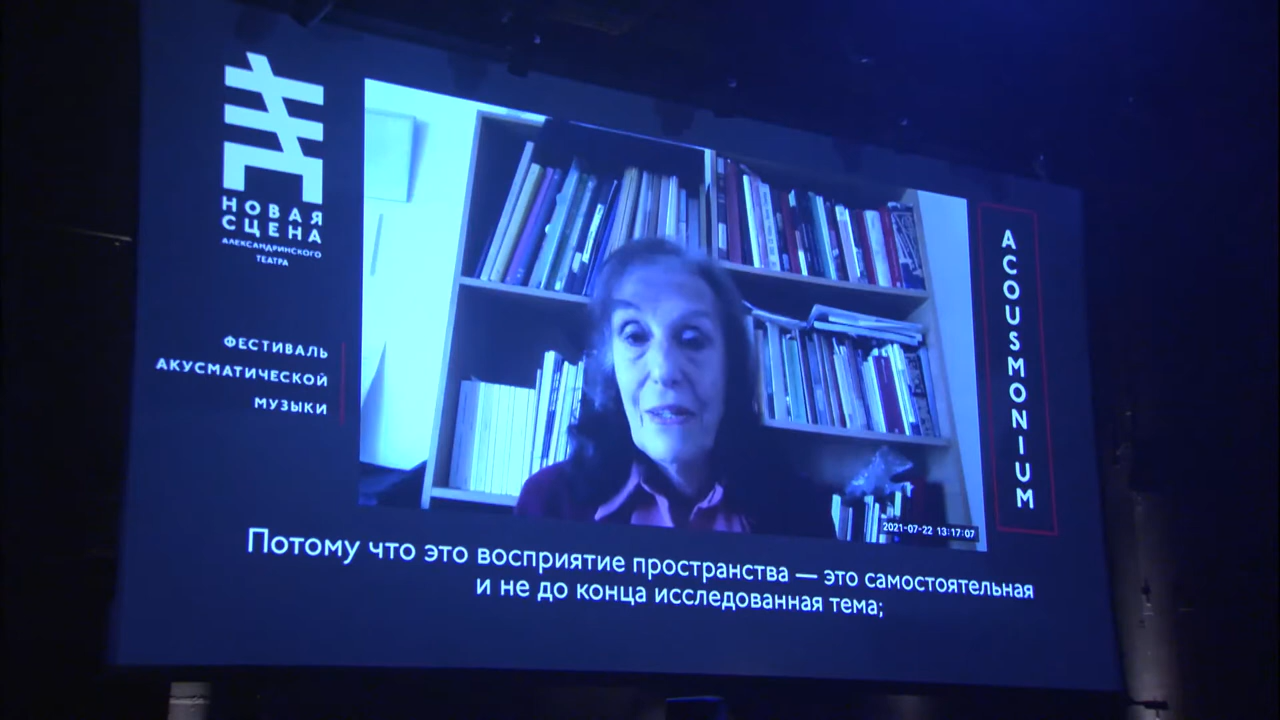 НОВАЯ
СЦЕНА
АЛЕКСАНДРИНСКОГО
ТЕАТРА
ФЕСТИВАЛЬ
АКУСМАТИЧЕСКОЙ
МУЗЫКИ
ACOUSMONIUM
2021-07-22 13:17:07
Потому что это восприятие пространства — это самостоятельная
и не до конца исследованная тема;